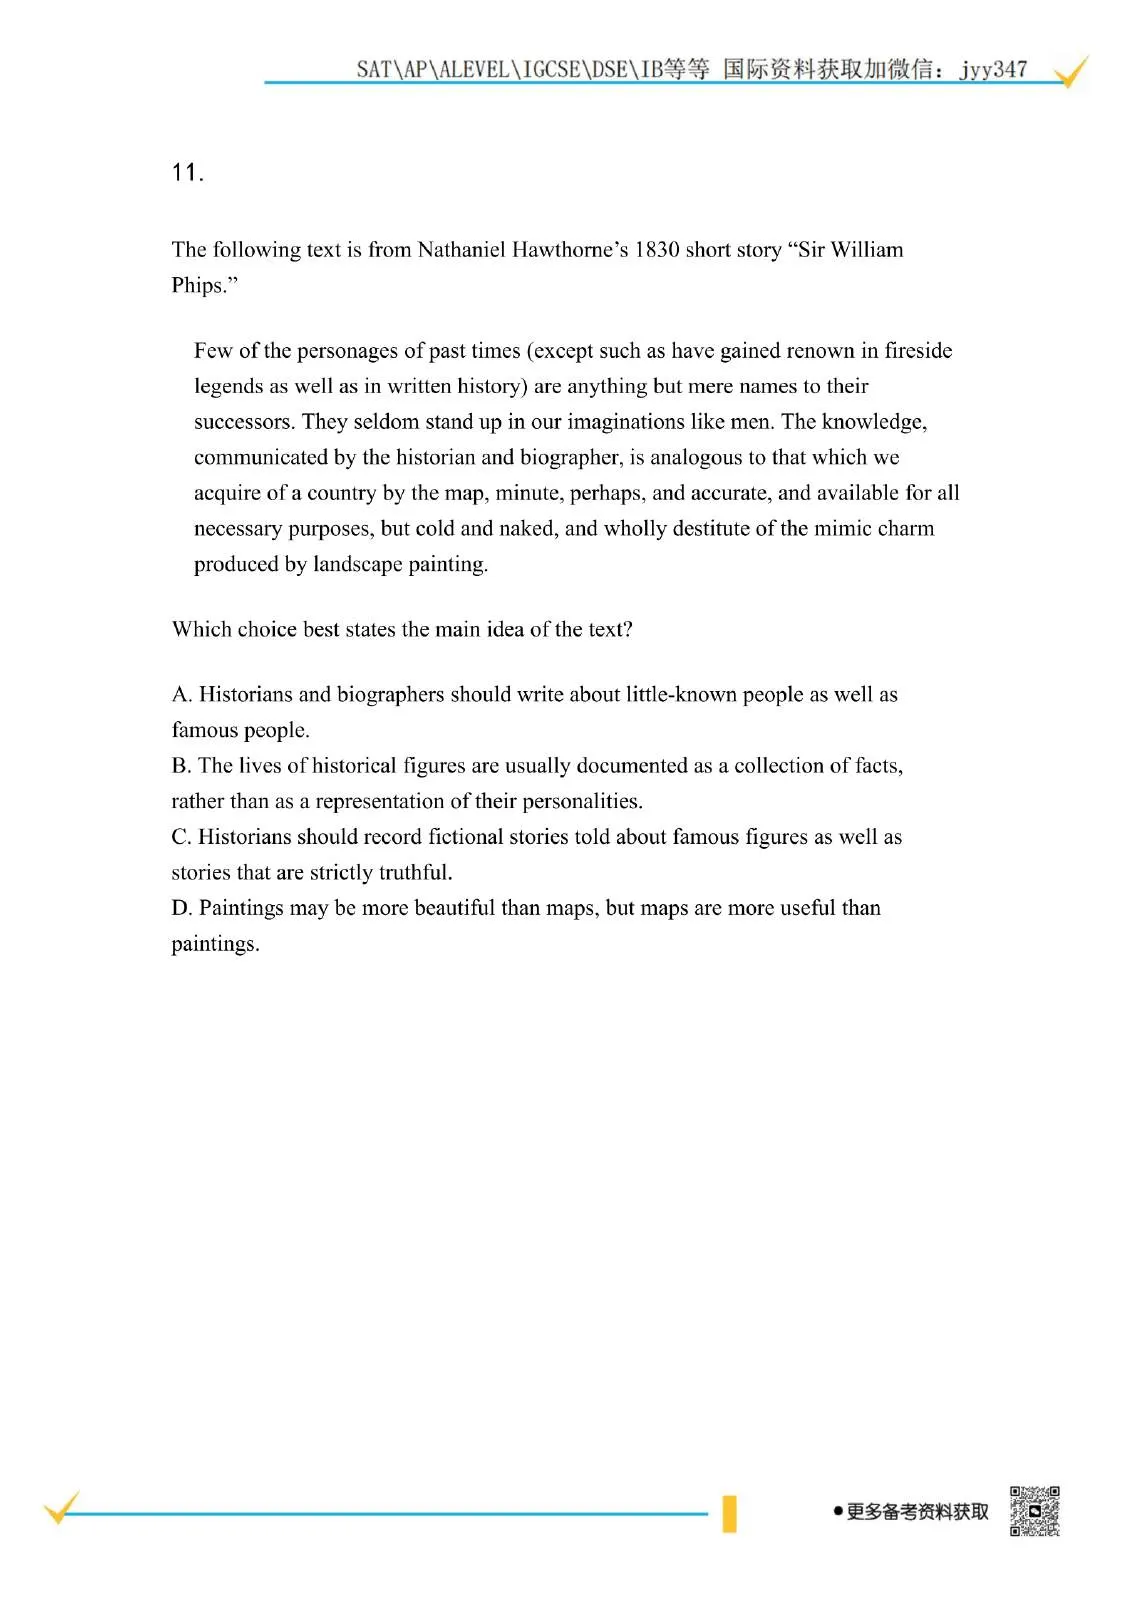 SAT\AP\ALEVEL\IGCSE\DSE\IB等等 国际资料获取加微信：jyy347
11.
The following text is from Nathaniel Hawthorne’s 1830 short story “Sir William
Phips.”
Few of the personages of past times (except such as have gained renown in fireside
legends as well as in written history) are anything but mere names to their
successors. They seldom stand up in our imaginations like men. The knowledge,
communicated by the historian and biographer, is analogous to that which we
acquire of a country by the map, minute, perhaps, and accurate, and available for all
necessary purposes, but cold and naked, and wholly destitute of the mimic charm
produced by landscape painting.
Which choice best states the main idea of the text?
A. Historians and biographers should write about little-known people as well as
famous people.
B. The lives of historical figures are usually documented as a collection of facts,
rather than as a representation of their personalities.
C. Historians should record fictional stories told about famous figures as well as
stories that are strictly truthful.
D. Paintings may be more beautiful than maps, but maps are more useful than
paintings.
●更多备考资料获取